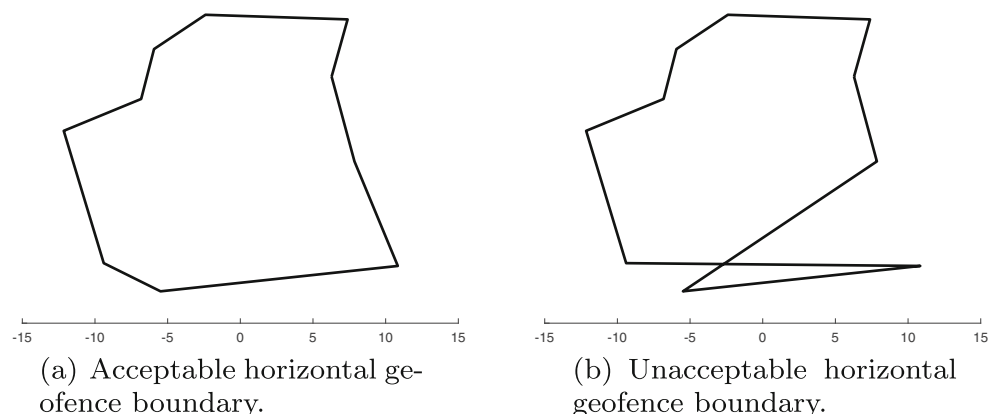 -15 -10 -5 0 5 10 15
(a) Acceptable horizontal ge-
ofence boundary.
-15 -10 -5 0 5 10 15
(b) Unacceptable horizontal
geofence boundary.